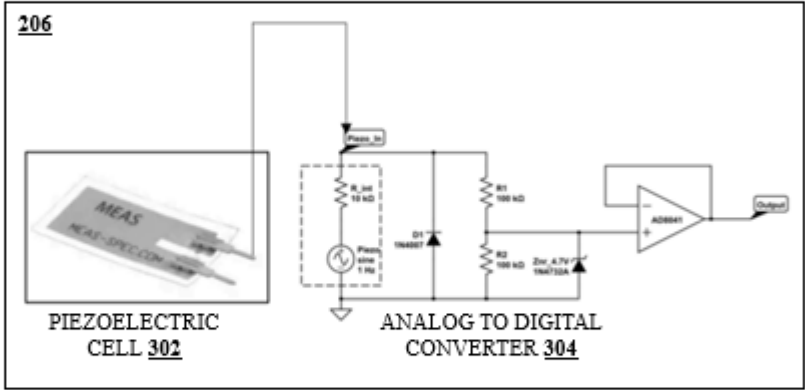 206
Piezo_In
R_int
10 kΩ
R1
100 kΩ
MEAS
MEAS-SPEC.COM
AD8041
Output
D1
1N4007
Piezo
sine
1 Hz
R2
100 kΩ
Znr_4.7V
1N4732A
PIEZOELECTRIC
CELL 302
ANALOG TO DIGITAL
CONVERTER 304